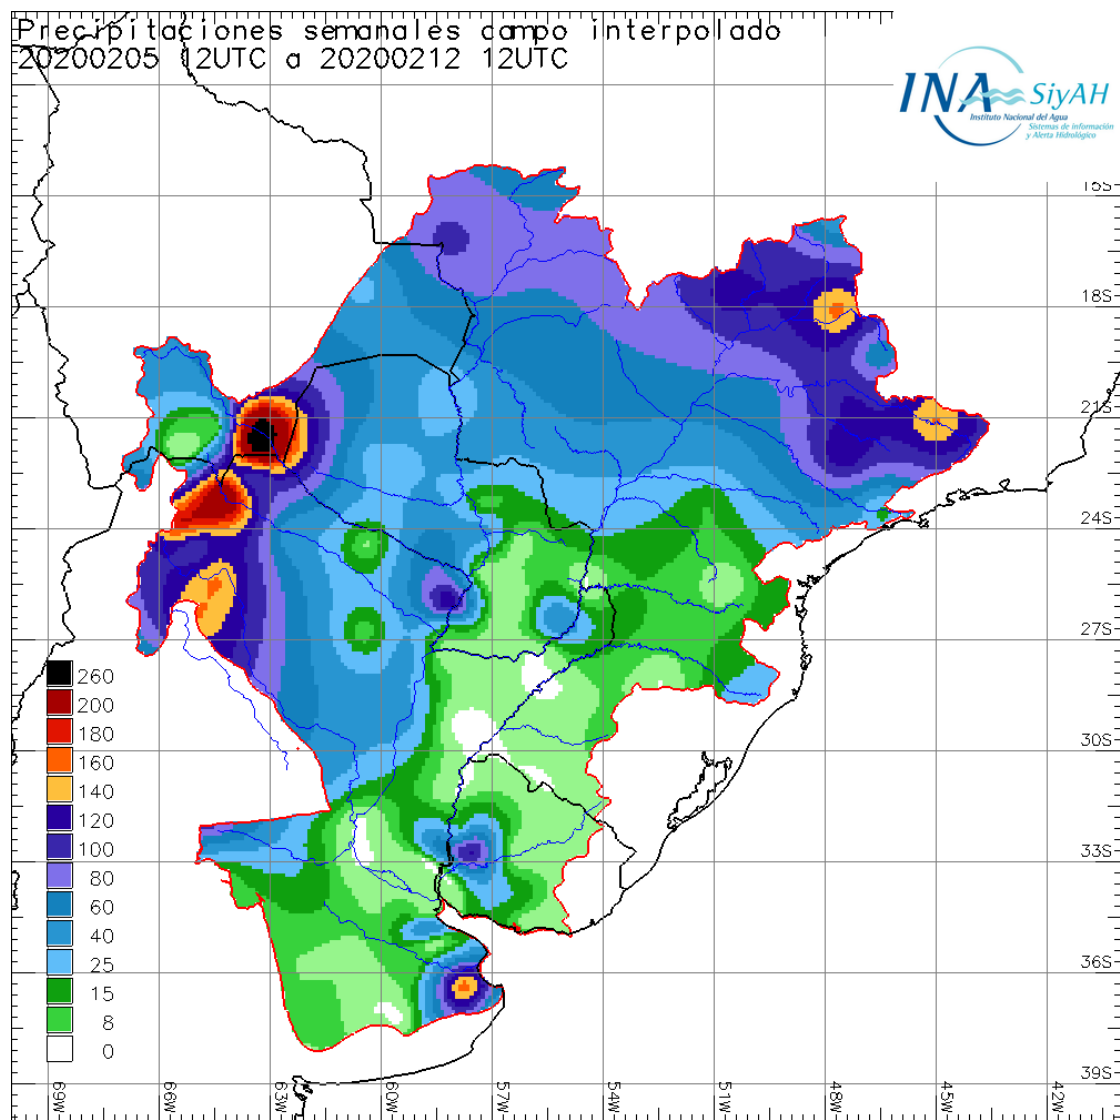 Precipitaciones semanales campo interpolado
20200205 12UTC a 20200212 12UTC
INA SiyAH
Instituto Nacional del Agua
Sistemas de Información
y Alerta Hidrológico
15S
18S
21S
24S
27S
30S
33S
36S
39S
260
200
180
160
140
120
100
80
60
40
25
15
8
0
69W
66W
63W
60W
57W
54W
51W
48W
45W
42W